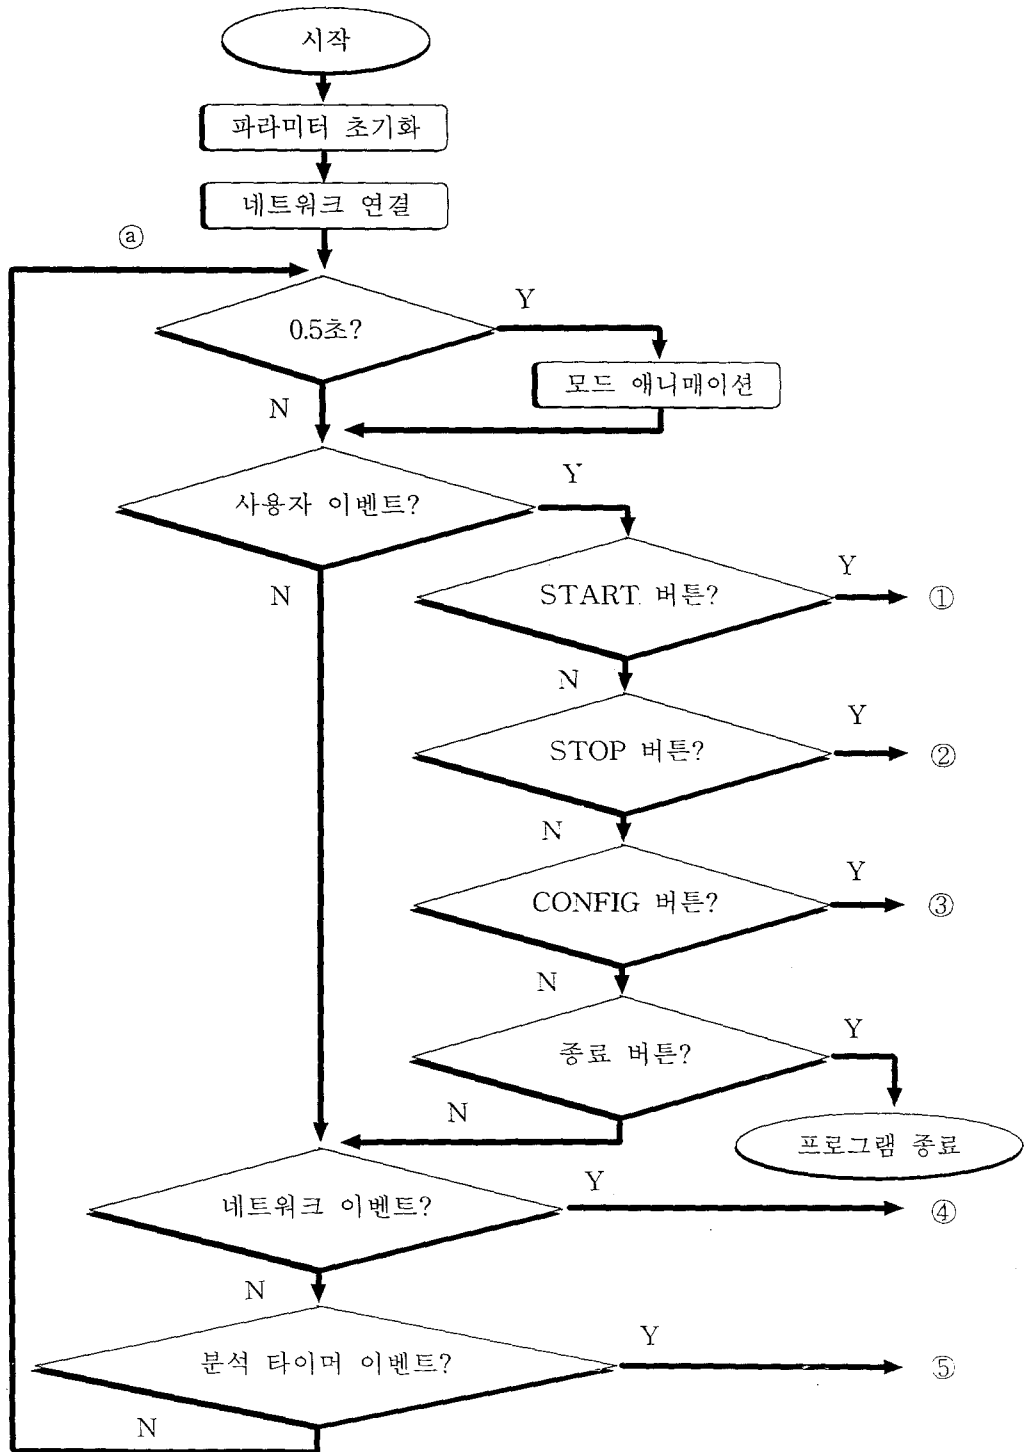 시작
파라미터 초기화
네트워크 연결
ⓐ
0.5초?
Y
모드 애니메이션
N
사용자 이벤트?
Y
N
START 버튼?
Y
①
N
STOP 버튼?
Y
②
N
CONFIG 버튼?
Y
③
N
종료 버튼?
Y
N
프로그램 종료
네트워크 이벤트?
Y
④
N
분석 타이머 이벤트?
Y
⑤
N